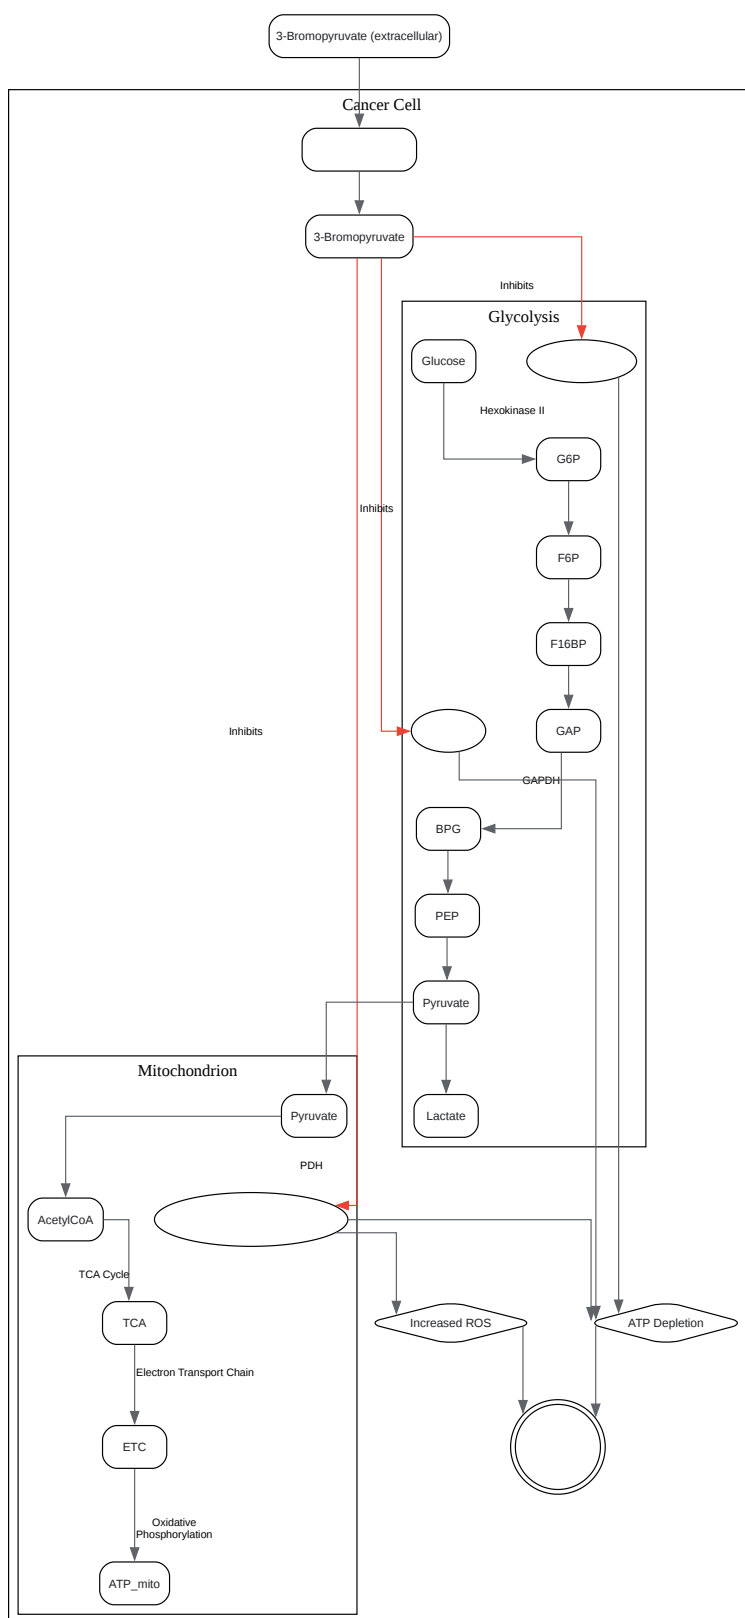 3-Bromopyruvate (extracellular)
Cancer Cell
3-Bromopyruvate
Inhibits
Glycolysis
Glucose
Hexokinase II
G6P
Inhibits
F6P
F16BP
Inhibits
GAP
GAPDH
BPG
PEP
Pyruvate
Mitochondrion
Pyruvate
Lactate
PDH
AcetylCoA
TCA Cycle
TCA
Increased ROS
ATP Depletion
Electron Transport Chain
ETC
Oxidative
Phosphorylation
ATP_mito